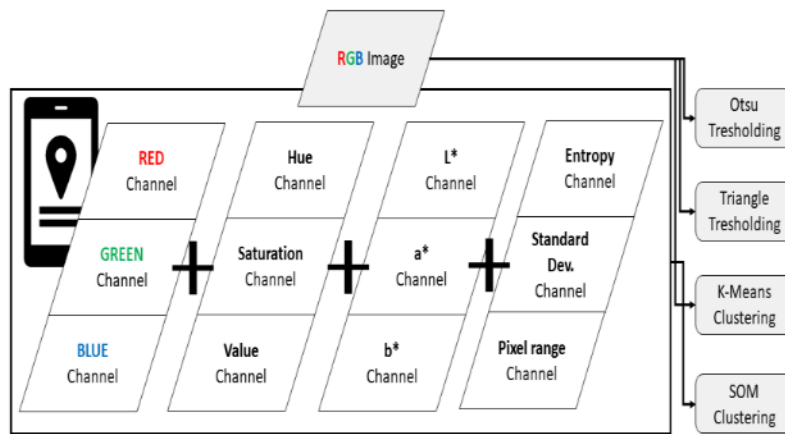 RGB Image
RED
Channel
GREEN
Channel
BLUE
Channel
Hue
Channel
Saturation
Channel
Value
Channel
L*
Channel
a*
Channel
b*
Channel
Entropy
Channel
Standard
Dev.
Channel
Pixel range
Channel
Otsu
Tresholding
Triangle
Tresholding
K-Means
Clustering
SOM
Clustering